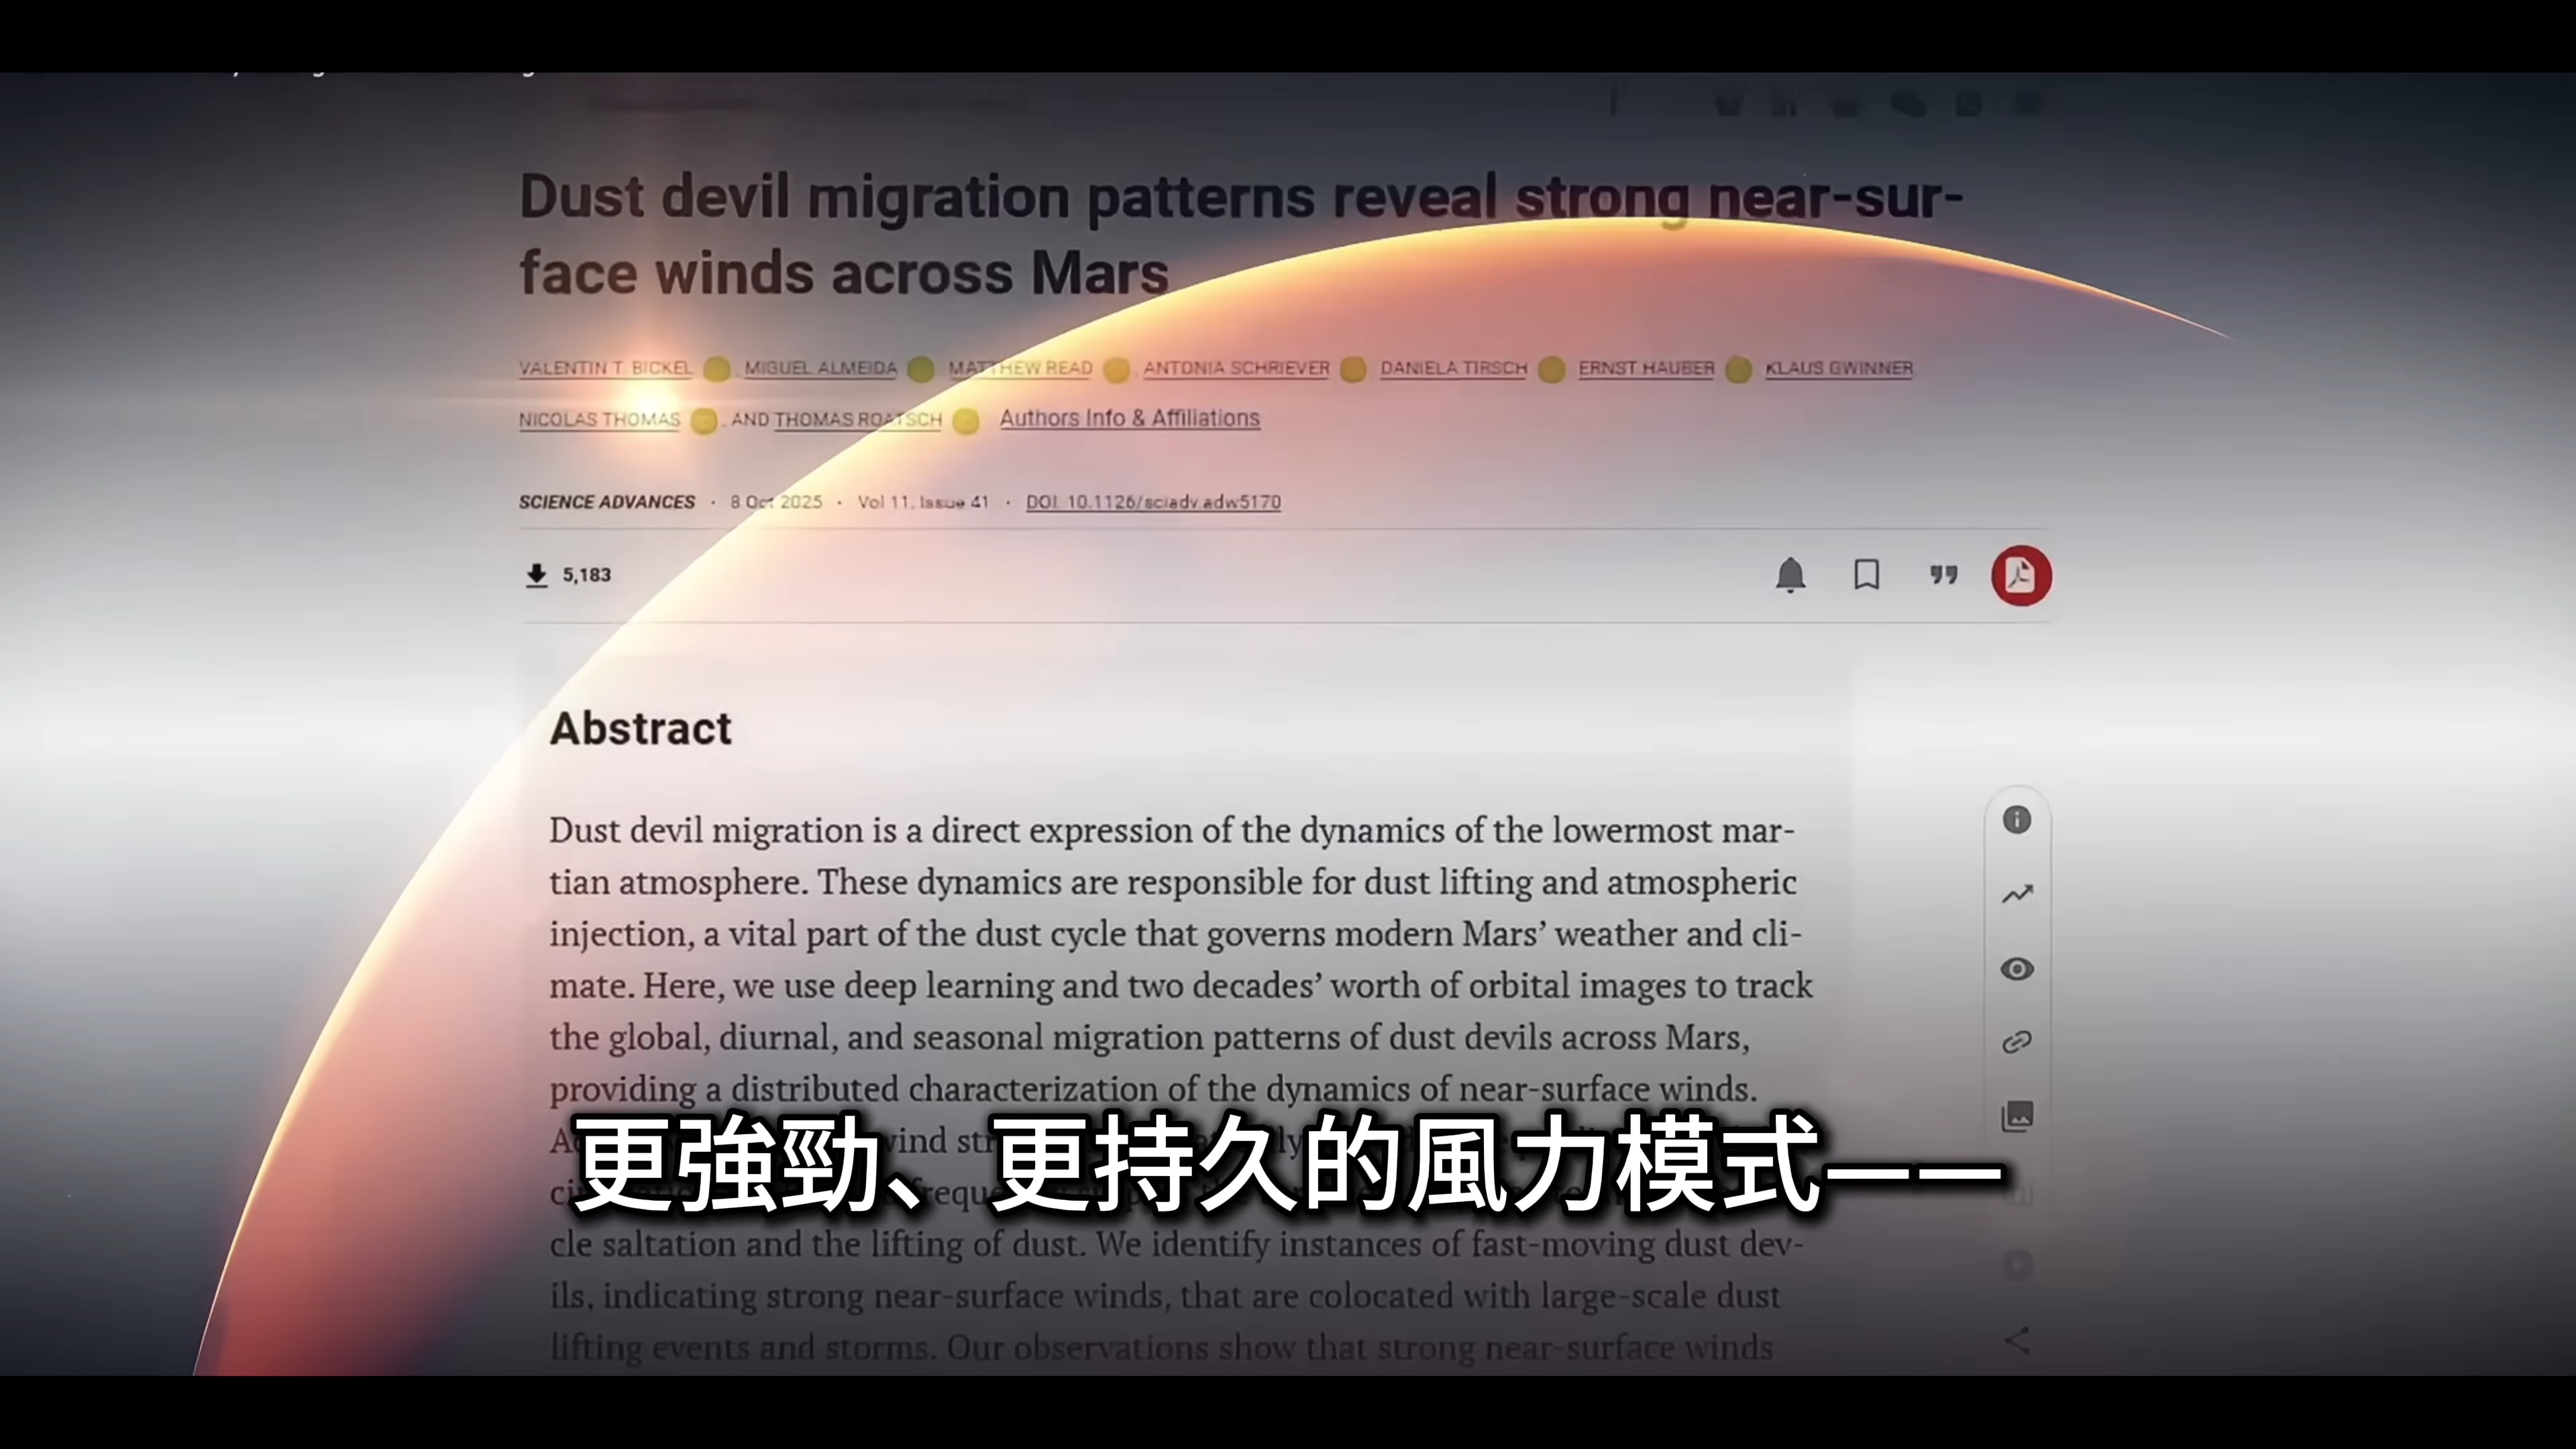 Dust devil migration patterns reveal strong near-sur-
face winds across Mars
VALENTIN T. BICKEL, MIGUEL ALMEIDA, MATTHEW READ, ANTONIA SCHRIEVER, DANIELA TIRSCH, ERNST HAUBER, KLAUS GWINNER
NICOLAS THOMAS, AND THOMAS ROATSCH Authors Info & Affiliations
SCIENCE ADVANCES · 8 Oct 2025 · Vol 11, Issue 41 · DOI: 10.1126/sciadv.adw5170
5,183
Abstract
Dust devil migration is a direct expression of the dynamics of the lowermost mar-
tian atmosphere. These dynamics are responsible for dust lifting and atmospheric
injection, a vital part of the dust cycle that governs modern Mars’ weather and cli-
mate. Here, we use deep learning and two decades’ worth of orbital images to track
the global, diurnal, and seasonal migration patterns of dust devils across Mars,
providing a distributed characterization of the dynamics of near-surface winds.
更強勁、更持久的風力模式——
cle saltation and the lifting of dust. We identify instances of fast-moving dust dev-
ils, indicating strong near-surface winds, that are colocated with large-scale dust
lifting events and storms. Our observations show that strong near-surface winds